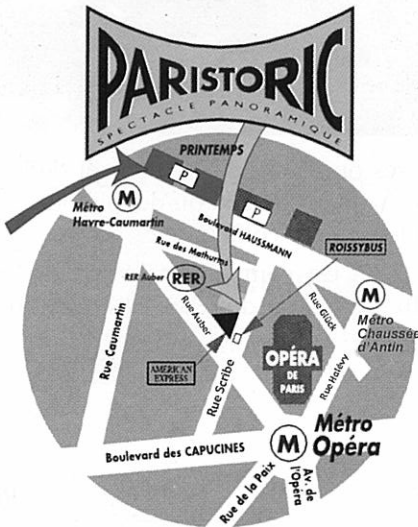 PARISTORIC
SPECTACLE PANORAMIQUE
PRINTEMPS
P
M
Métro
Havre-Caumartin
P
Boulevard HAUSSMANN
ROISSYBUS
Rue des Mathurins
RER Auber
RER
Rue Auber
Rue Caumartin
Rue Glück
M
Métro
Chaussée
d'Antin
AMERICAN
EXPRESS
Rue Scribe
OPÉRA
DE
PARIS
Rue Halévy
Boulevard des CAPUCINES
M
Métro
Opéra
Rue de la Paix
Av. de
l'Opéra